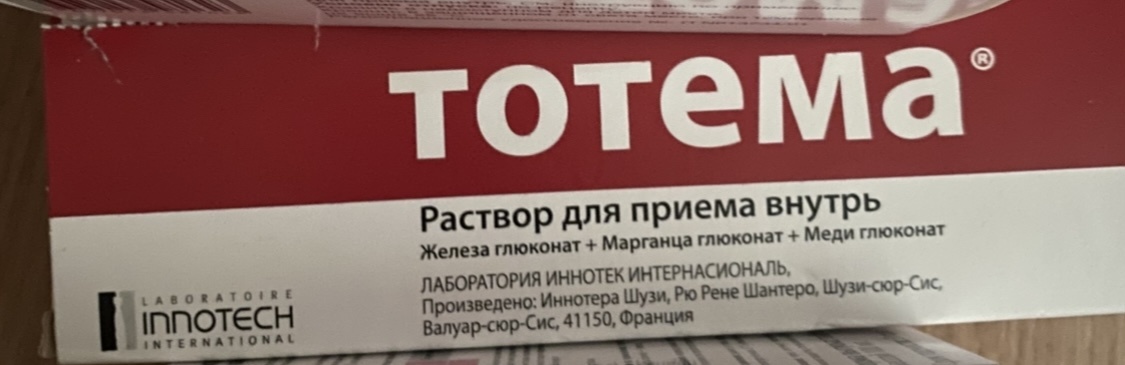 тотема®
Раствор для приема внутрь
Железа глюконат + Марганца глюконат + Меди глюконат
ЛАБОРАТОРИЯ ИННОТЕК ИНТЕРНАСИОНАЛЬ,
Произведено: Иннотера Шузи, Рю Рене Шантеро, Шузи-сюр-Сис,
Валуар-сюр-Сис, 41150, Франция
LABORATOIRE
INNOTECH
INTERNATIONAL